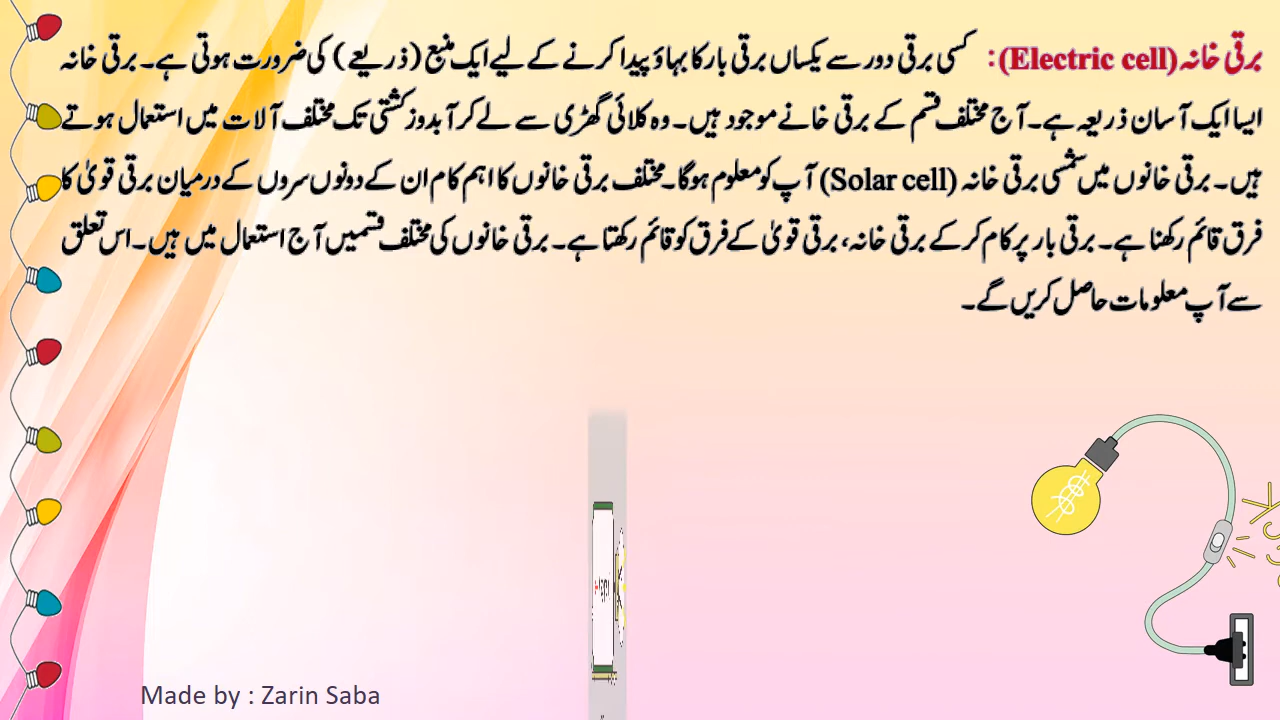 برقی خانہ (Electric cell): کسی برقی دور سے یکساں برقی بار کا بہاؤ پیدا کرنے کے لیے ایک منبع (ذریعے) کی ضرورت ہوتی ہے۔ برقی خانہ
ایسا ایک آسان ذریعہ ہے۔ آج مختلف قسم کے برقی خانے موجود ہیں۔ وہ کلائی گھڑی سے لے کر آبدوز کشتی تک مختلف آلات میں استعمال ہوتے
ہیں۔ برقی خانوں میں شمسی برقی خانہ (Solar cell) آپ کو معلوم ہوگا۔ مختلف برقی خانوں کا اہم کام ان کے دونوں سروں کے درمیان برقی قویٰ کا
فرق قائم رکھنا ہے۔ برقی بار پر کام کر کے برقی خانہ، برقی قویٰ کے فرق کو قائم رکھتا ہے۔ برقی خانوں کی مختلف قسمیں آج استعمال میں ہیں۔ اس تعلق
سے آپ معلومات حاصل کریں گے۔
Made by : Zarin Saba